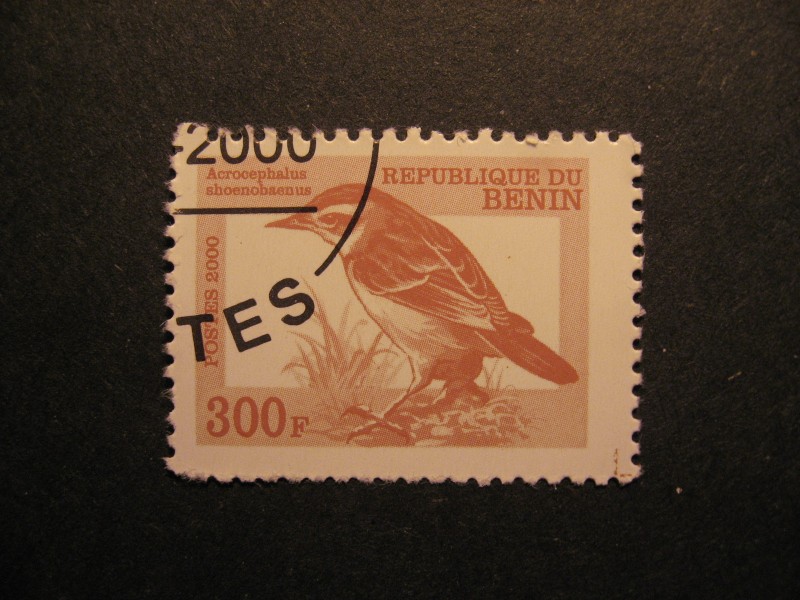 -2000
Acrocephalus
shoenobaenus
REPUBLIQUE DU
BENIN
POSTES 2000
TES
300F